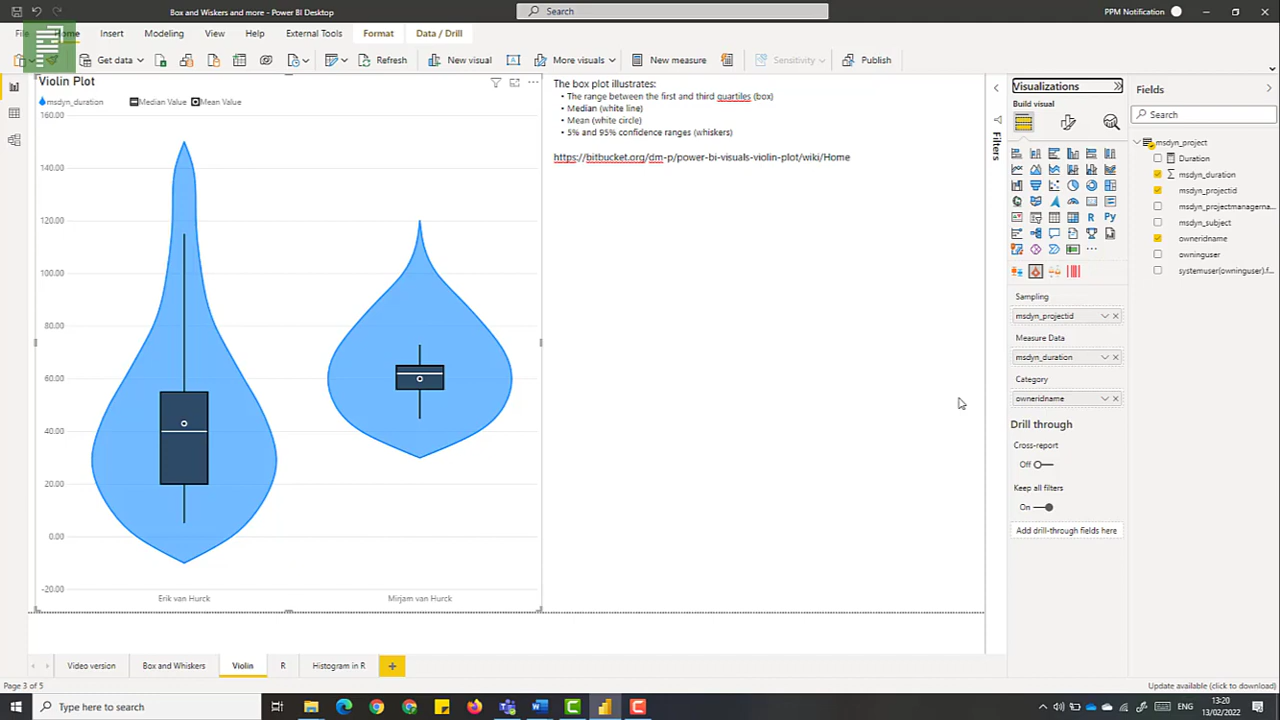 Box and Wiskers and more - Power BI Desktop
Search
PPM Notification
File
Home
Insert
Modeling
View
Help
External Tools
Format
Data / Drill
Get data
Refresh
New visual
More visuals
New measure
Sensitivity
Publish
Violin Plot
msdyn_duration
Median Value
Mean Value
160.00
140.00
120.00
100.00
80.00
60.00
40.00
20.00
0.00
-20.00
Erik van Hurck
Mirjam van Hurck
The box plot illustrates:
• The range between the first and third quartiles (box)
• Median (white line)
• Mean (white circle)
• 5% and 95% confidence ranges (whiskers)
https://bitbucket.org/dm-p/power-bi-visuals-violin-plot/wiki/Home
Filters
Visualizations
Build visual
R
Py
Sampling
msdyn_projectid
Measure Data
msdyn_duration
Category
owneridname
Drill through
Cross-report
Off
Keep all filters
On
Add drill-through fields here
Fields
Search
msdyn_project
Duration
msdyn_duration
msdyn_projectid
msdyn_projectmanagerna...
msdyn_subject
owneridname
owninguser
systemuser(owninguser).f...
Video version
Box and Whiskers
Violin
R
Histogram in R
Page 3 of 5
Update available (click to download)
Type here to search
ENG
13:20
13/02/2022